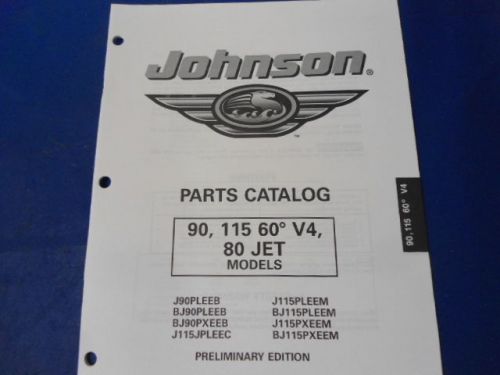 Johnson®
PARTS CATALOG
90, 115 60° V4,
80 JET
MODELS
J90PLEEB J115PLEEM
BJ90PLEEB BJ115PLEEM
BJ90PXEEB J115PXEEM
J115JPLEEC BJ115PXEEM
PRELIMINARY EDITION
90, 115 60° V4